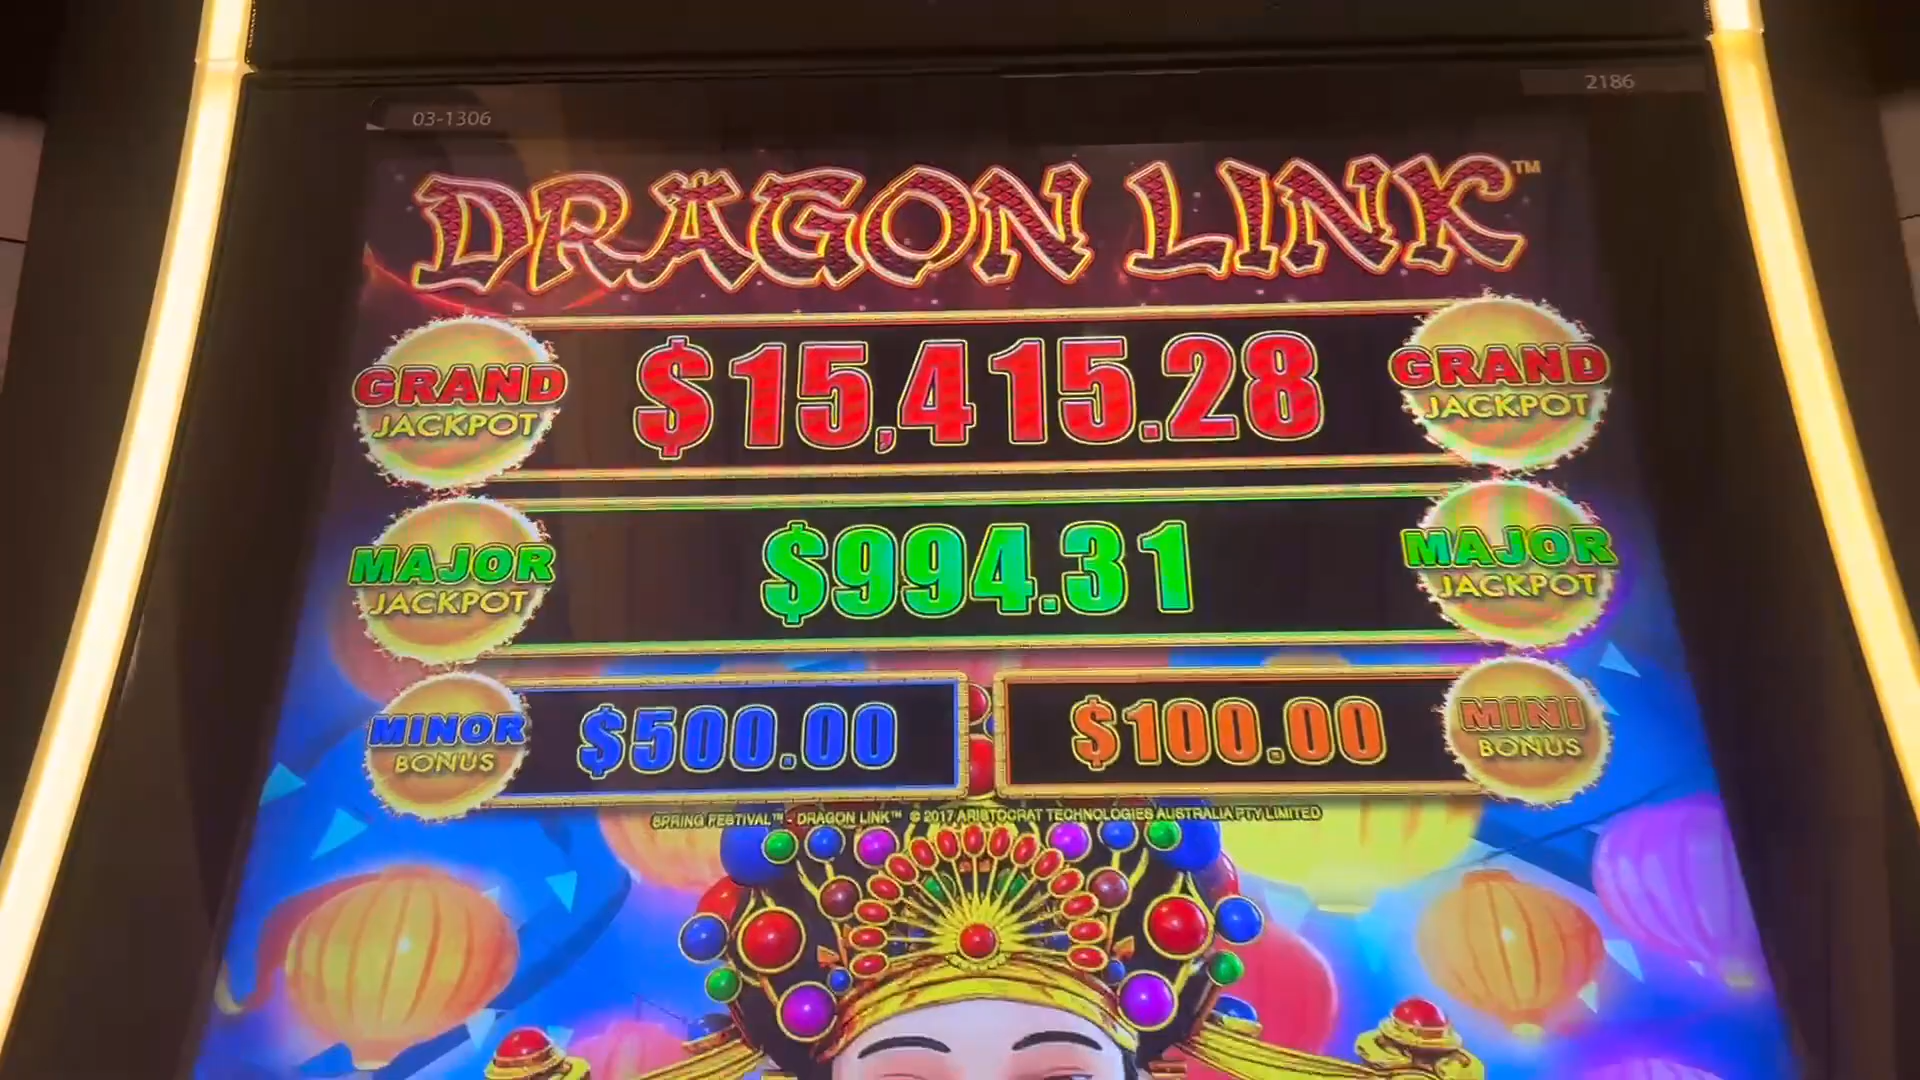 2186
03-1306
DRAGON LINK™
GRAND JACKPOT
$15,415.28
GRAND JACKPOT
MAJOR JACKPOT
$994.31
MAJOR JACKPOT
MINOR BONUS
$500.00
$100.00
MINI BONUS
SPRING FESTIVAL™ - DRAGON LINK™ © 2017 ARISTOCRAT TECHNOLOGIES AUSTRALIA PTY LIMITED